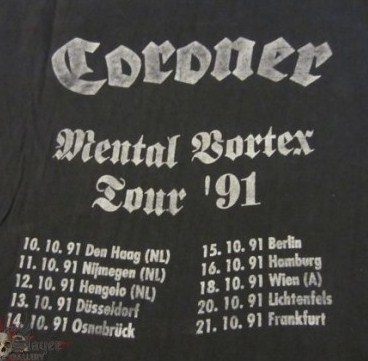 Coroner
Mental Vortex
Tour '91
10. 10. 91 Den Haag (NL)
11. 10. 91 Nijmegen (NL)
12. 10. 91 Hengelo (NL)
13. 10. 91 Düsseldorf
14. 10. 91 Osnabrück
15. 10. 91 Berlin
16. 10. 91 Hamburg
18. 10. 91 Wien (A)
20. 10. 91 Lichtenfels
21. 10. 91 Frankfurt